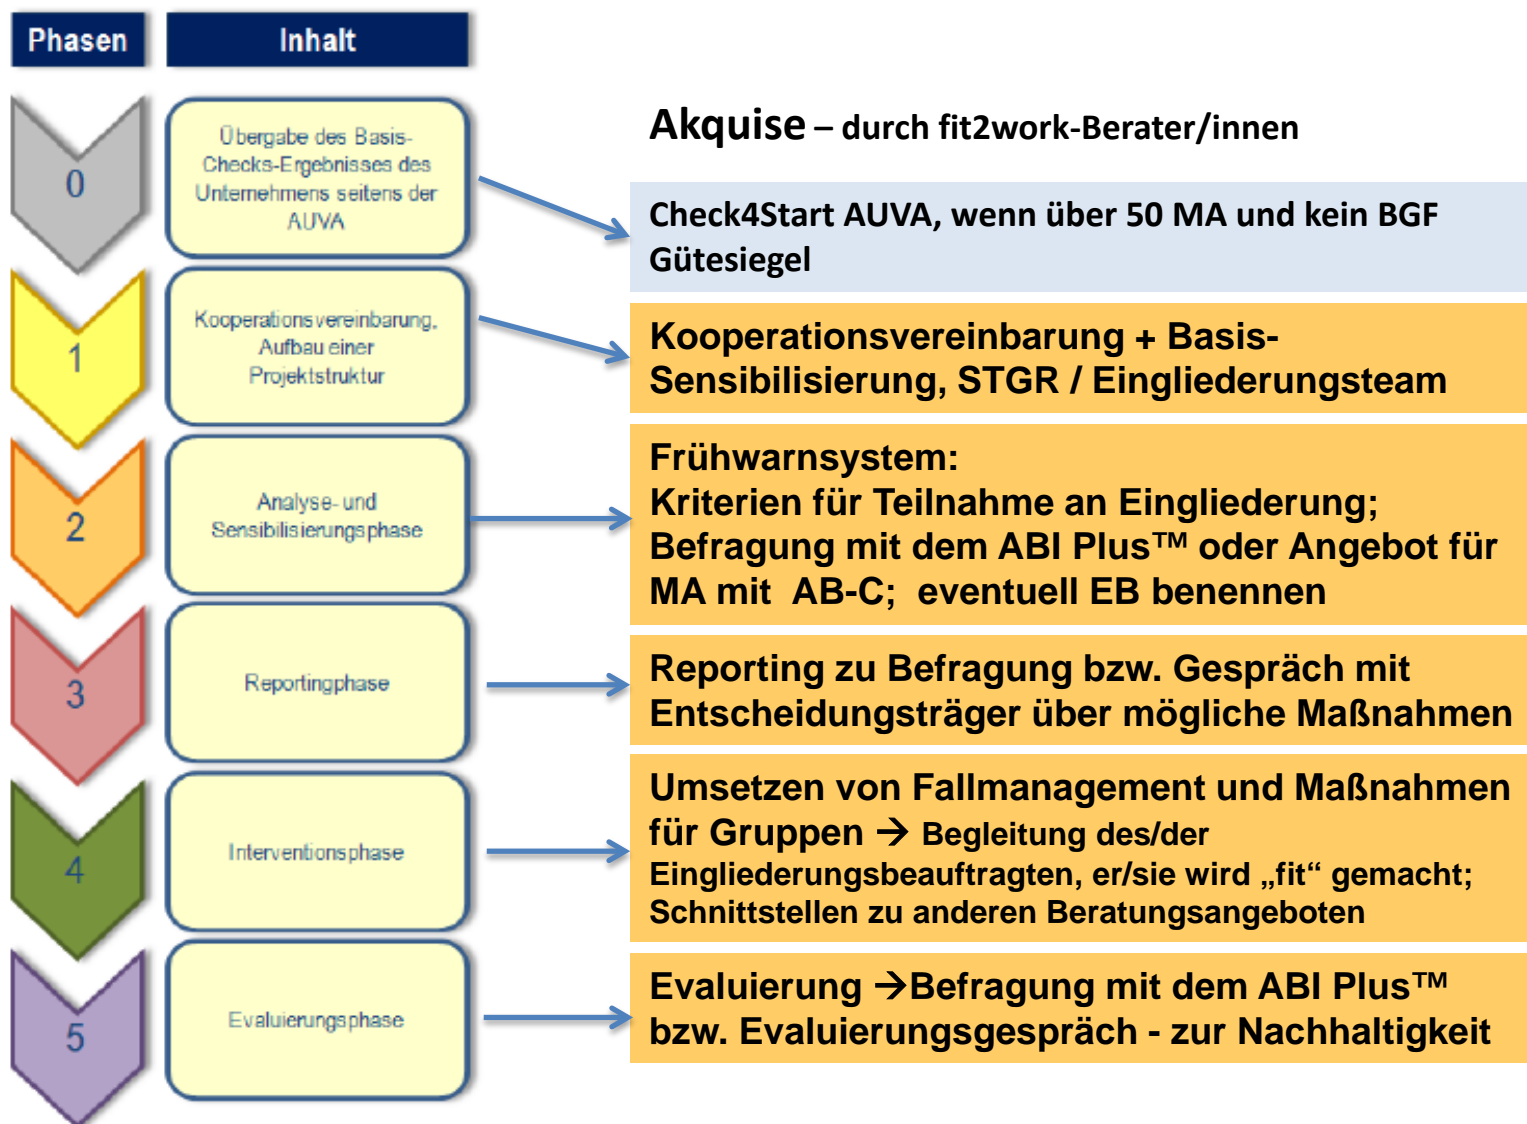 Phasen
Inhalt
Akquise – durch fit2work-Berater/innen
0
Übergabe des Basis-
Checks-Ergebnisses des
Unternehmens seitens der
AUVA
Check4Start AUVA, wenn über 50 MA und kein BGF
Gütesiegel
1
Kooperationsvereinbarung,
Aufbau einer
Projektstruktur
Kooperationsvereinbarung + Basis-
Sensibilisierung, STGR / Eingliederungsteam
2
Analyse- und
Sensibilisierungsphase
Frühwarnsystem:
Kriterien für Teilnahme an Eingliederung;
Befragung mit dem ABI Plus™ oder Angebot für
MA mit AB-C; eventuell EB benennen
3
Reportingphase
Reporting zu Befragung bzw. Gespräch mit
Entscheidungsträger über mögliche Maßnahmen
4
Interventionsphase
Umsetzen von Fallmanagement und Maßnahmen
für Gruppen → Begleitung des/der
Eingliederungsbeauftragten, er/sie wird „fit“ gemacht;
Schnittstellen zu anderen Beratungsangeboten
5
Evaluierungsphase
Evaluierung →Befragung mit dem ABI Plus™
bzw. Evaluierungsgespräch - zur Nachhaltigkeit